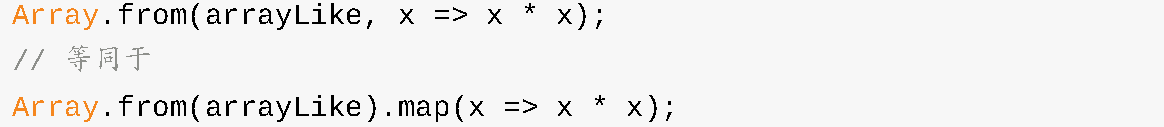 Array.from(arrayLike, x => x * x);
// 等同于
Array.from(arrayLike).map(x => x * x);